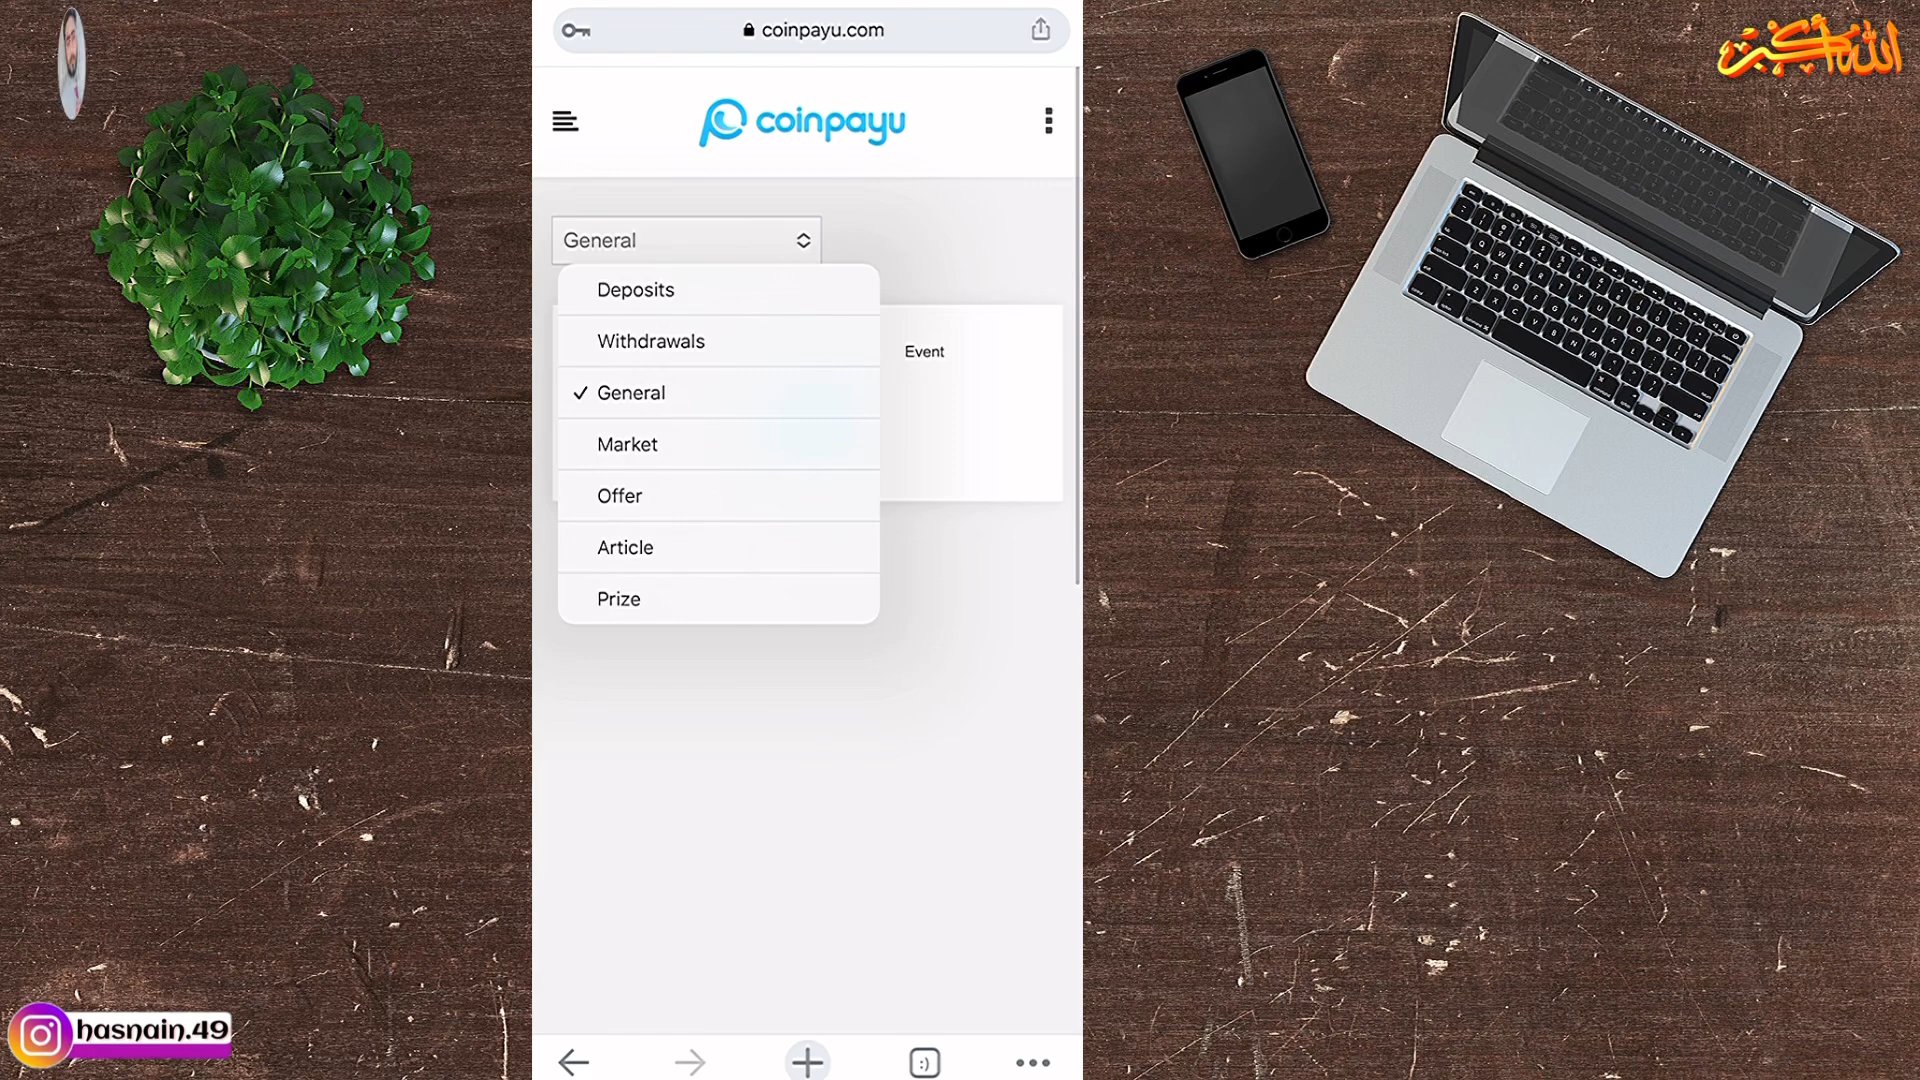 coinpayu.com
الله أكبر
coinpayu
General
Deposits
Withdrawals
Event
General
Market
Offer
Article
Prize
hasnain.49